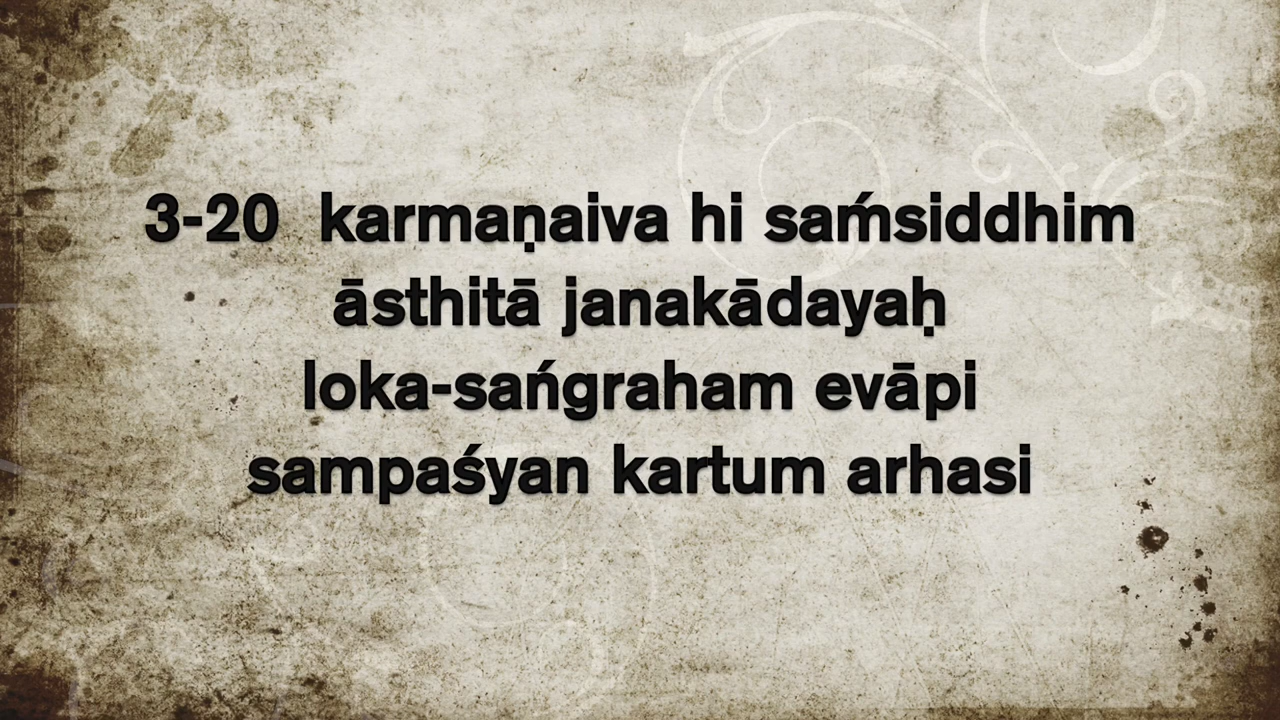 3-20 karmaṇaiva hi saḿsiddhim
āsthitā janakādayaḥ
loka-sańgraham evāpi
sampaśyan kartum arhasi